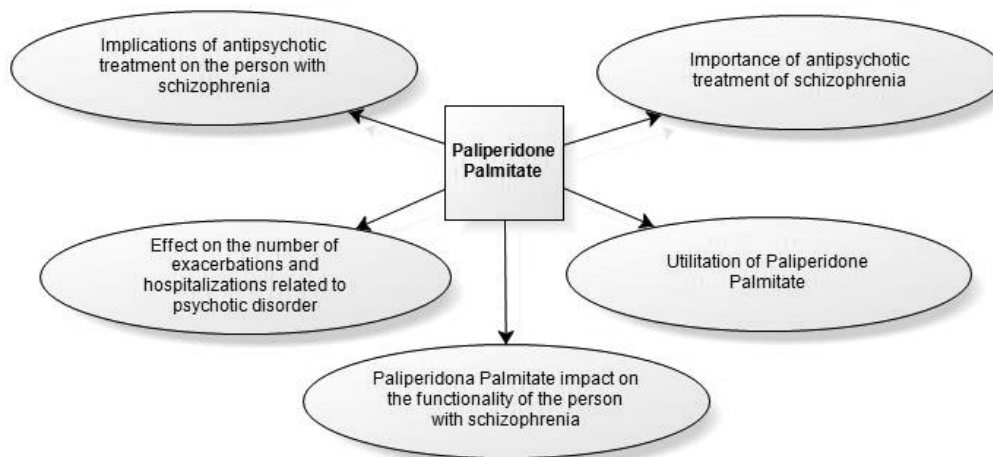 Implications of antipsychotic
treatment on the person with
schizophrenia
Importance of antipsychotic
treatment of schizophrenia
Paliperidone
Palmitate
Effect on the number of
exacerbations and
hospitalizations related to
psychotic disorder
Utilitation of Paliperidone
Palmitate
Paliperidona Palmitate impact on
the functionality of the person
with schizophrenia